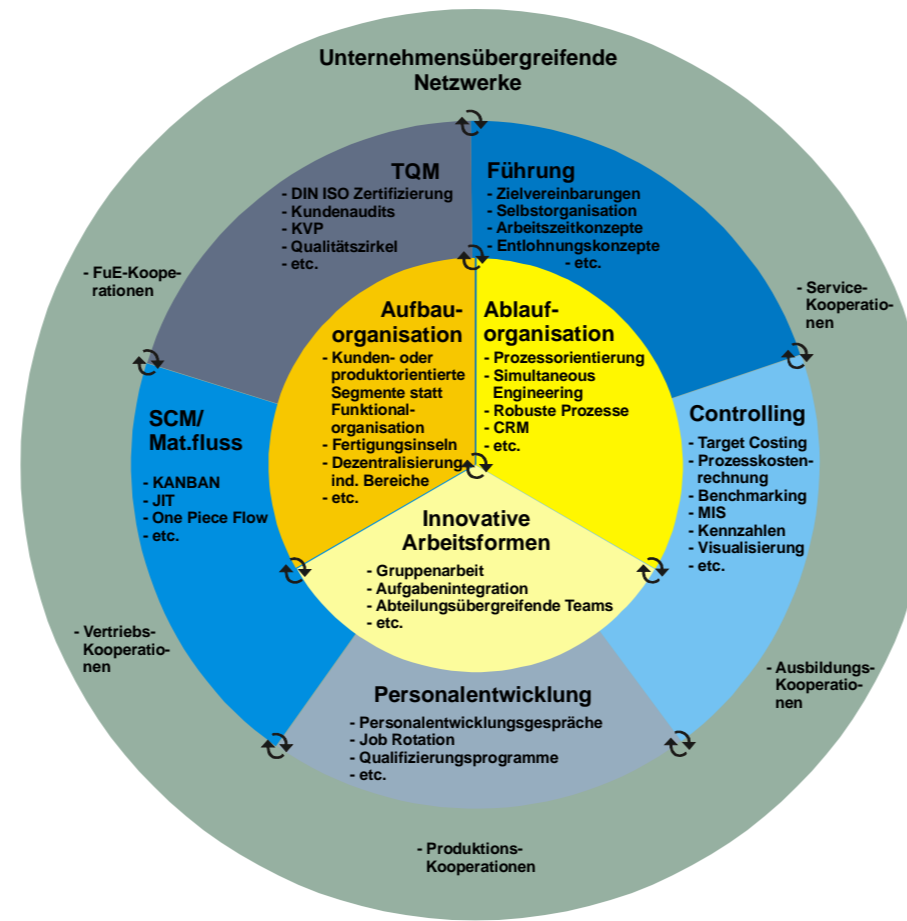 Unternehmensübergreifende
Netzwerke
TQM
- DIN ISO Zertifizierung
- Kundenaudits
- KVP
- Qualitätszirkel
- etc.
Führung
- Zielvereinbarungen
- Selbstorganisation
- Arbeitszeitkonzepte
- Entlohnungskonzepte
- etc.
- FuE-Koope-
rationen
- Service-
Kooperatio-
nen
Aufbau-
organisation
- Kunden- oder
produktorientierte
Segmente statt
Funktional-
organisation
- Fertigungsinseln
- Dezentralisierung
ind. Bereiche
- etc.
Ablauf-
organisation
- Prozessorientierung
- Simultaneous
Engineering
- Robuste Prozesse
- CRM
- etc.
SCM/
Mat.fluss
- KANBAN
- JIT
- One Piece Flow
- etc.
Controlling
- Target Costing
- Prozesskosten-
rechnung
- Benchmarking
- MIS
- Kennzahlen
- Visualisierung
- etc.
Innovative
Arbeitsformen
- Gruppenarbeit
- Aufgabenintegration
- Abteilungsübergreifende Teams
- etc.
- Vertriebs-
Kooperatio-
nen
- Ausbildungs-
Kooperatio-
nen
Personalentwicklung
- Personalentwicklungsgespräche
- Job Rotation
- Qualifizierungsprogramme
- etc.
- Produktions-
Kooperationen